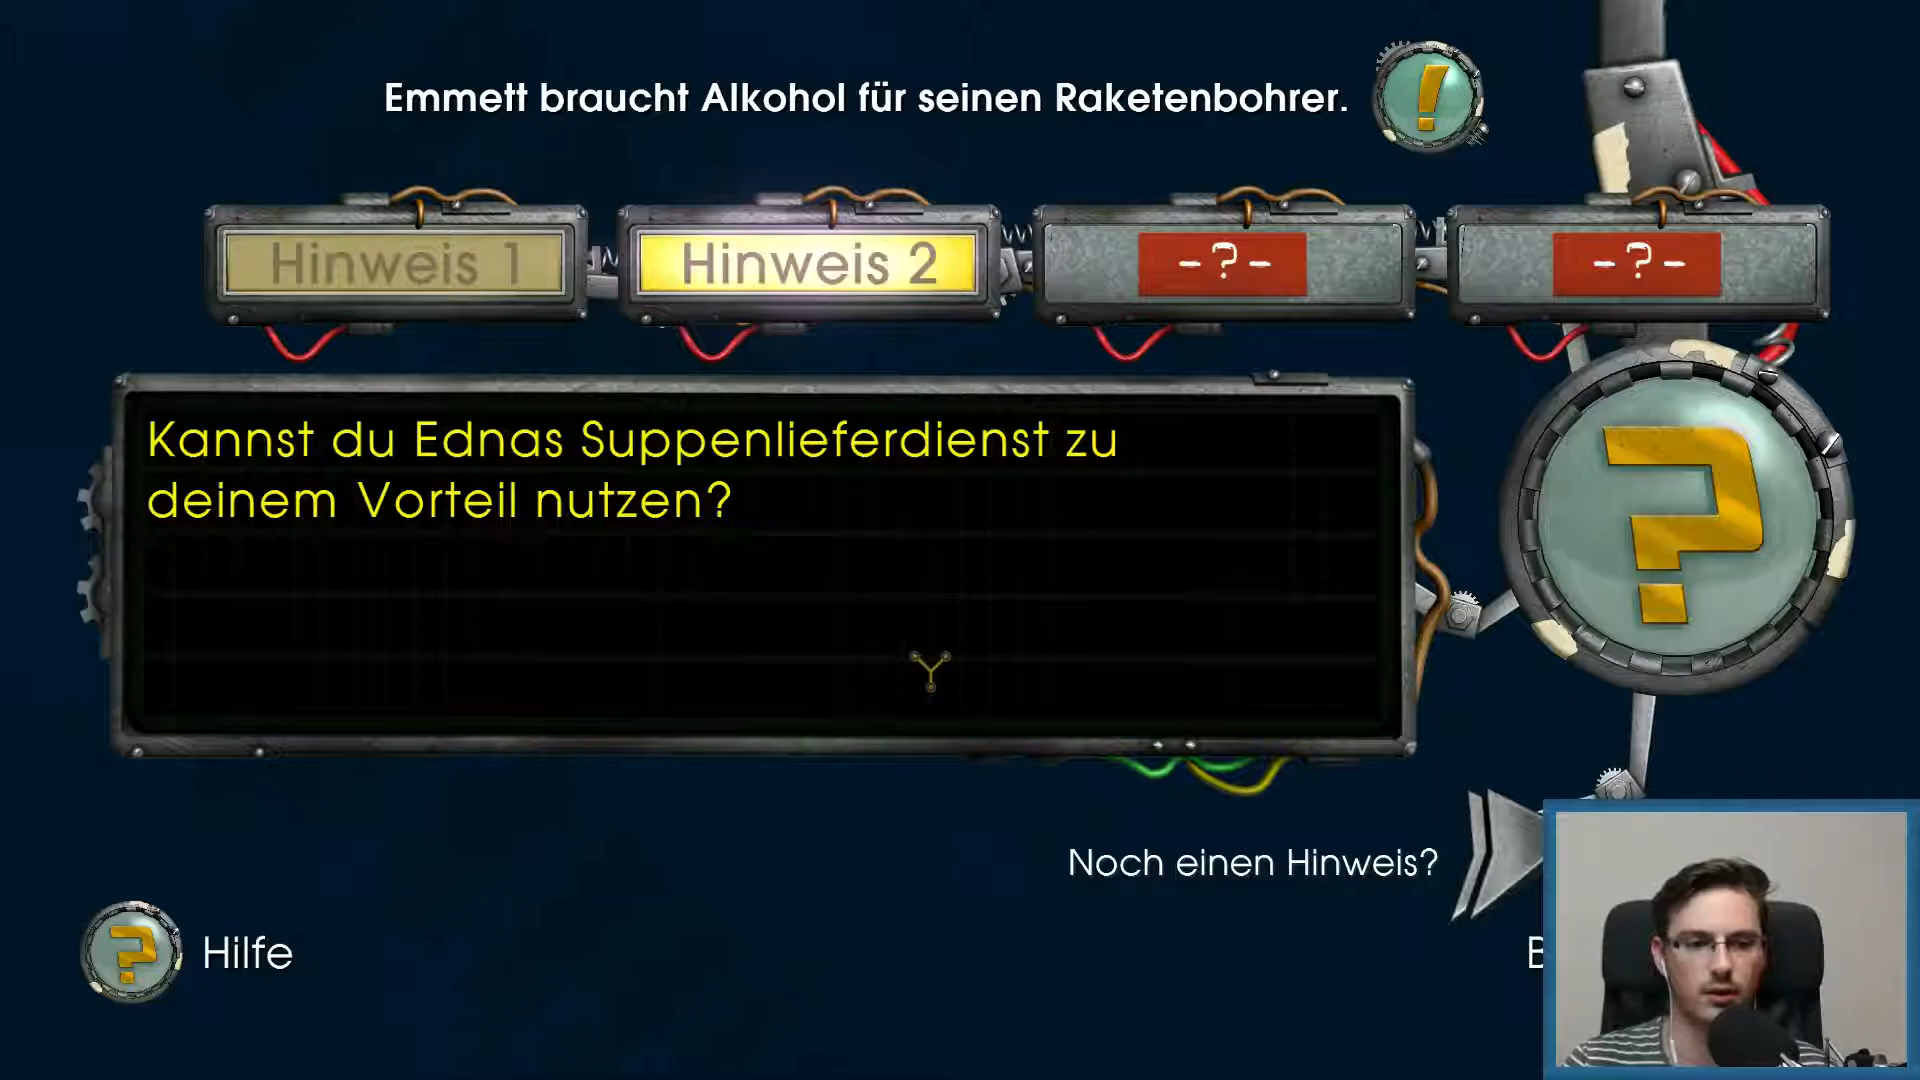 Emmett braucht Alkohol für seinen Raketenbohrer.
Hinweis 1
Hinweis 2
-?-
-?-
Kannst du Ednas Suppenlieferdienst zu
deinem Vorteil nutzen?
Noch einen Hinweis?
Hilfe